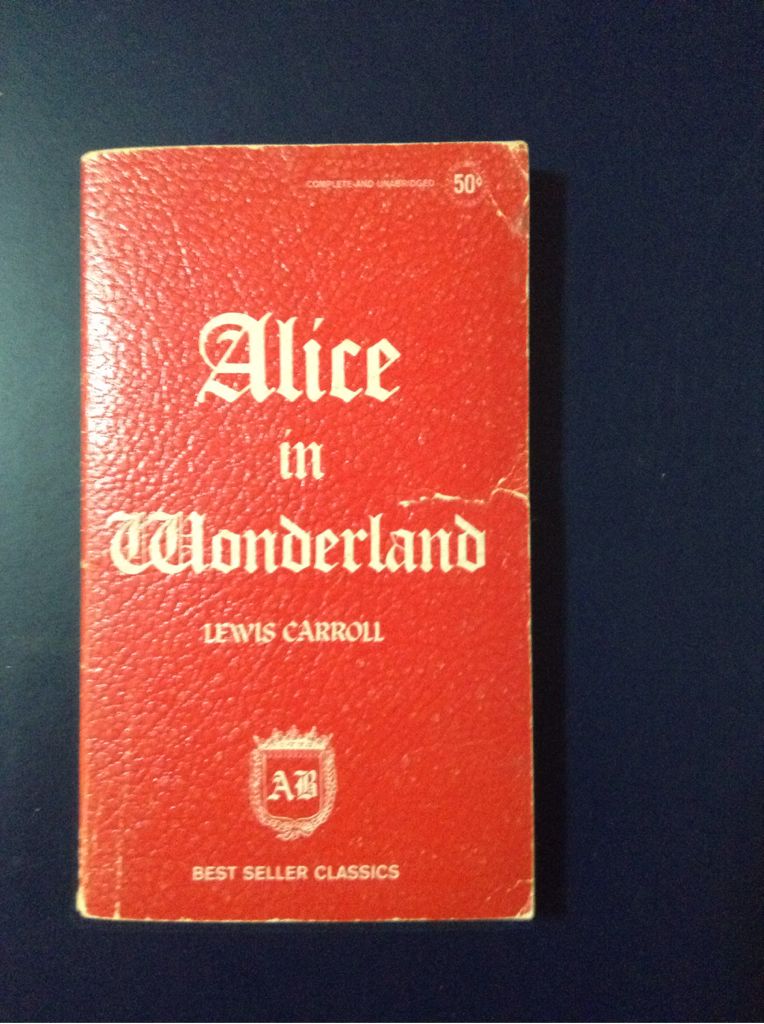 COMPLETE AND UNABRIDGED 50¢
Alice
in
Wonderland
LEWIS CARROLL
AB
BEST SELLER CLASSICS